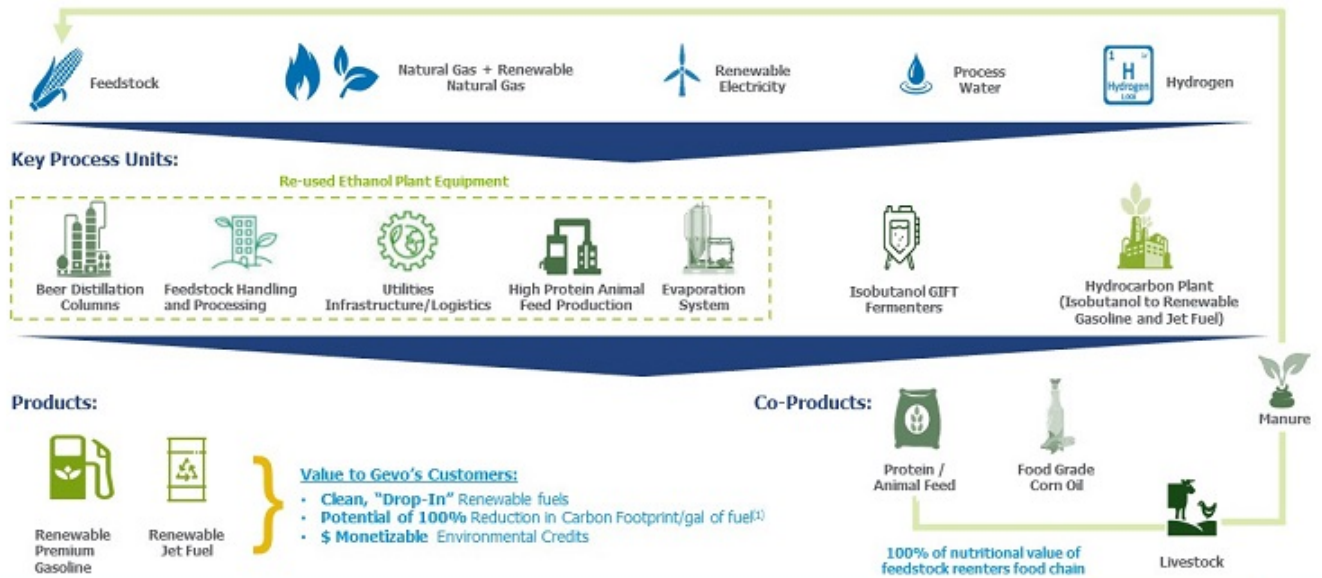 Feedstock
Natural Gas + Renewable
Natural Gas
Renewable
Electricity
Process
Water
1
H
Hydrogen
1.008
Hydrogen
Key Process Units:
Re-used Ethanol Plant Equipment
Beer Distillation
Columns
Feedstock Handling
and Processing
Utilities
Infrastructure/Logistics
High Protein Animal
Feed Production
Evaporation
System
Isobutanol GIFT
Fermenters
Hydrocarbon Plant
(Isobutanol to Renewable
Gasoline and Jet Fuel)
Products:
Renewable
Premium
Gasoline
Renewable
Jet Fuel
Value to Gevo's Customers:
• Clean, "Drop-In" Renewable fuels
• Potential of 100% Reduction in Carbon Footprint/gal of fuel(1)
• $ Monetizable Environmental Credits
Co-Products:
Protein /
Animal Feed
Food Grade
Corn Oil
Manure
Livestock
100% of nutritional value of
feedstock reenters food chain